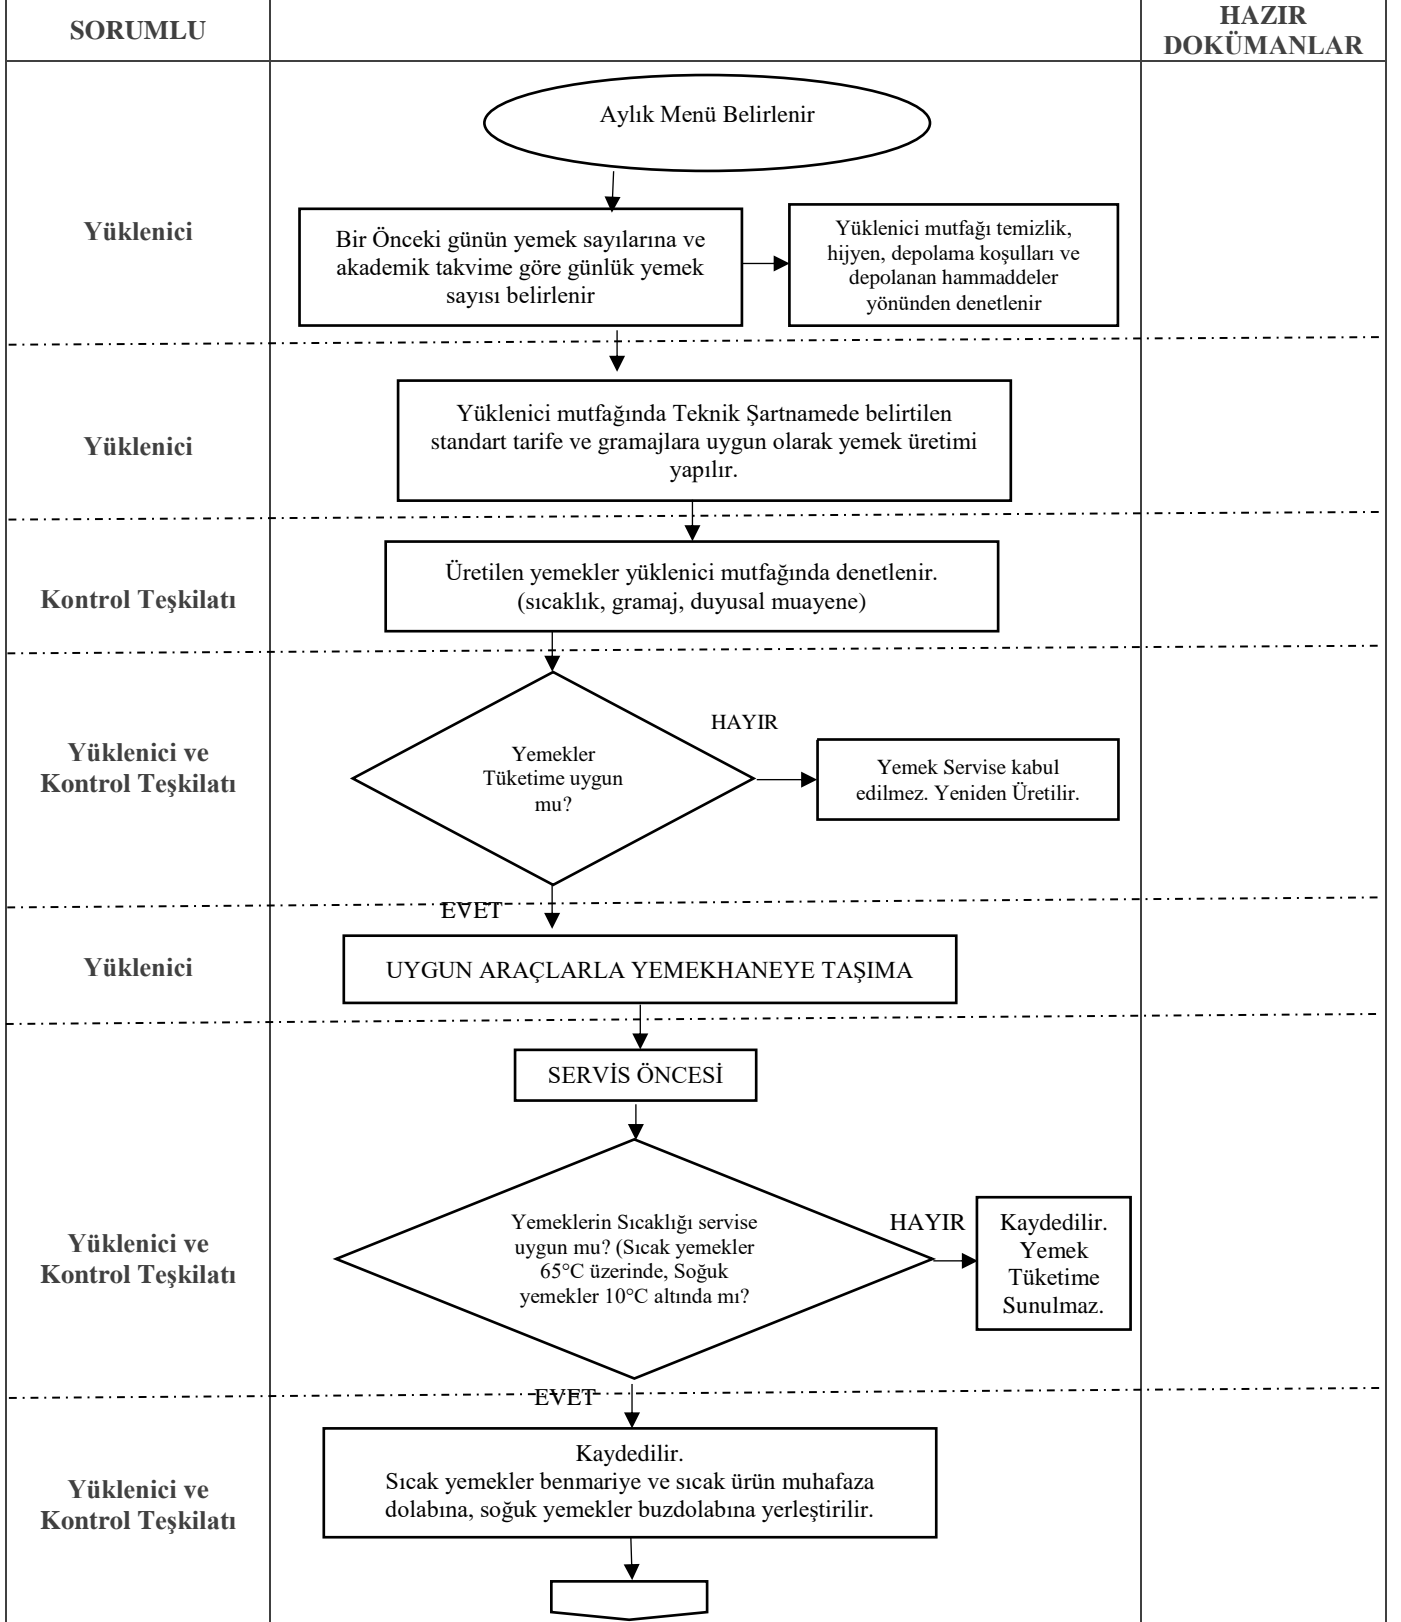 SORUMLU
HAZIR
DOKÜMANLAR
Aylık Menü Belirlenir
Yüklenici
Bir Önceki günün yemek sayılarına ve
akademik takvime göre günlük yemek
sayısı belirlenir
Yüklenici mutfağı temizlik,
hijyen, depolama koşulları ve
depolanan hammaddeler
yönünden denetlenir
Yüklenici
Yüklenici mutfağında Teknik Şartnamede belirtilen
standart tarife ve gramajlara uygun olarak yemek üretimi
yapılır.
Kontrol Teşkilatı
Üretilen yemekler yüklenici mutfağında denetlenir.
(sıcaklık, gramaj, duyusal muayene)
Yüklenici ve
Kontrol Teşkilatı
Yemekler
Tüketime uygun
mu?
HAYIR
Yemek Servise kabul
edilmez. Yeniden Üretilir.
EVET
Yüklenici
UYGUN ARAÇLARLA YEMEKHANEYE TAŞIMA
SERVİS ÖNCESİ
Yüklenici ve
Kontrol Teşkilatı
Yemeklerin Sıcaklığı servise
uygun mu? (Sıcak yemekler
65°C üzerinde, Soğuk
yemekler 10°C altında mı?
HAYIR
Kaydedilir.
Yemek
Tüketime
Sunulmaz.
EVET
Yüklenici ve
Kontrol Teşkilatı
Kaydedilir.
Sıcak yemekler benmariye ve sıcak ürün muhafaza
dolabına, soğuk yemekler buzdolabına yerleştirilir.